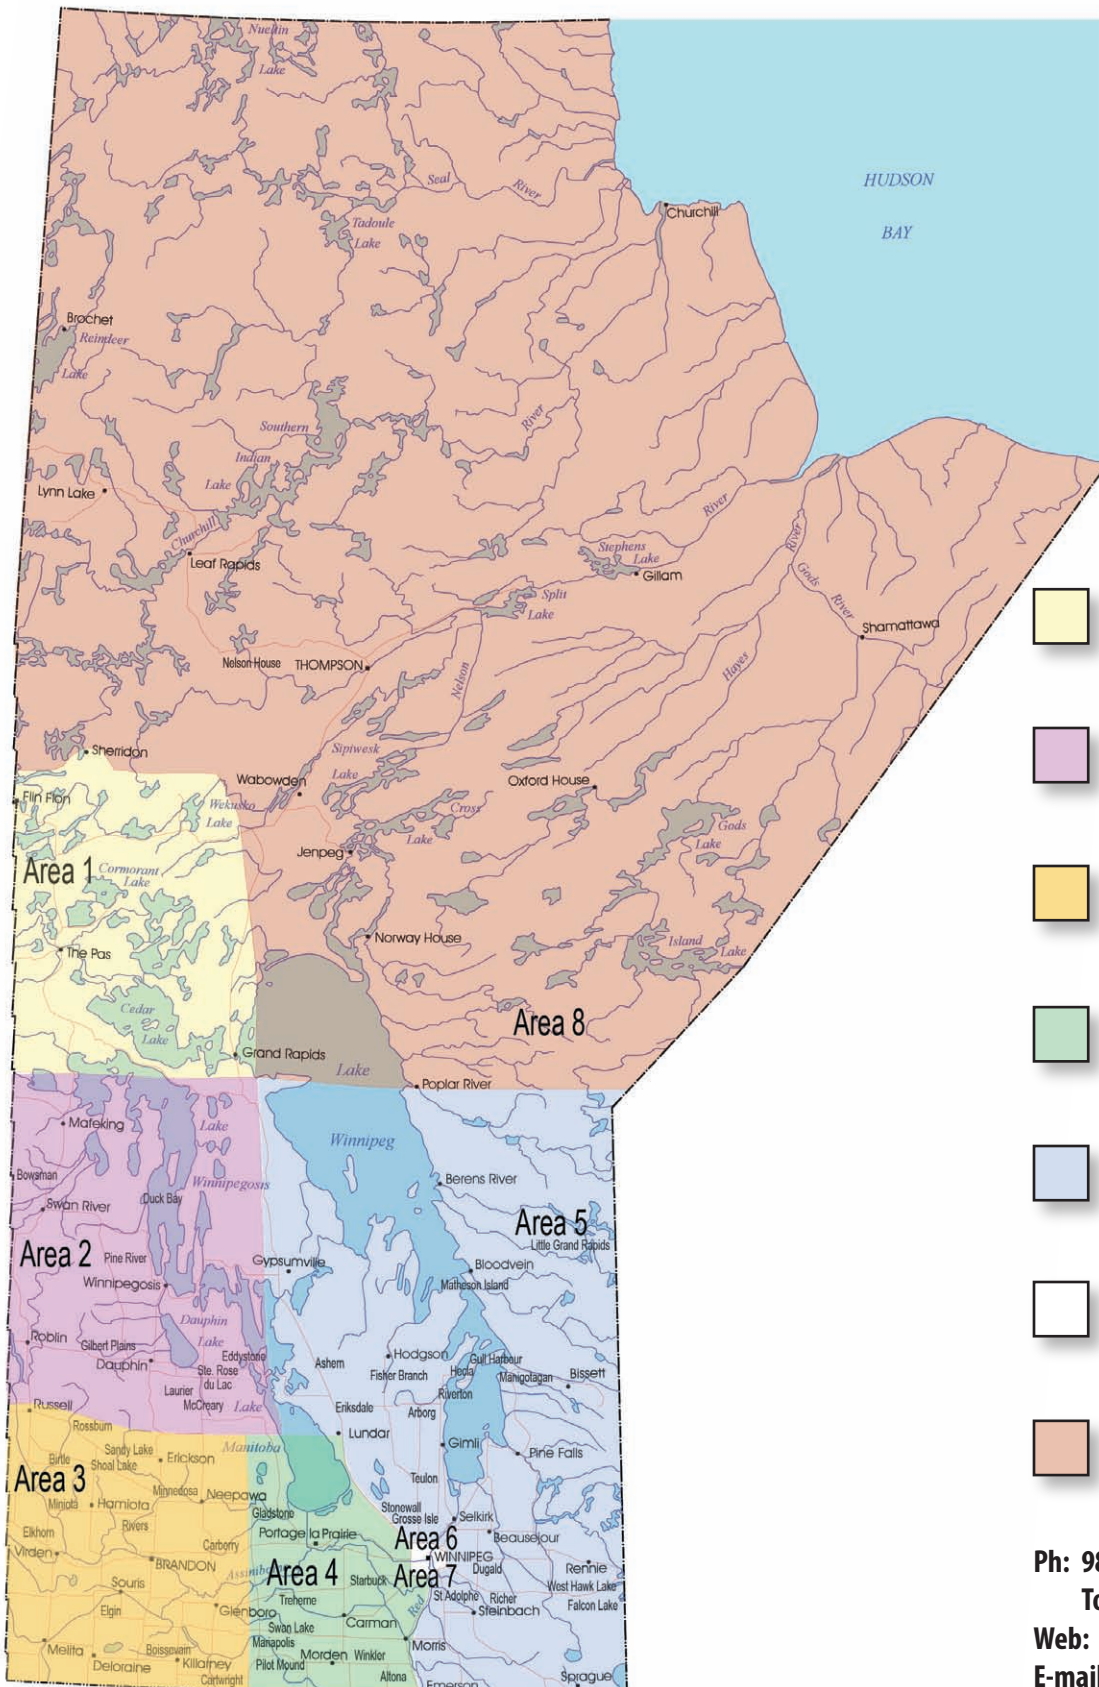 Nueltin
Lake
Seal
River
HUDSON
BAY
Churchill
Tadoule
Lake
Brochet
Reindeer
Lake
River
Southern
Indian
Lake
Lynn Lake
River
Churchill
River
Stephens
Lake
Leaf Rapids
Gillam
Gods
River
Split
Lake
Shamattawa
Nelson House
THOMPSON
Nelson
Hayes
Sherridon
Sipiwesk
Lake
Wabowden
Oxford House
Flin Flon
Wekusko
Lake
Cross
Lake
Gods
Lake
Jenpeg
Area 1
Cormorant
Lake
Norway House
Island
Lake
The Pas
Cedar
Lake
Area 8
Grand Rapids
Lake
Poplar River
Mafeking
Lake
Winnipeg
Bowsman
Winnipegosis
Berens River
Swan River
Duck Bay
Area 5
Little Grand Rapids
Area 2
Pine River
Gypsumville
Bloodvein
Winnipegosis
Matheson Island
Dauphin
Lake
Roblin
Gilbert Plains
Dauphin
Eddystone
Ashern
Hodgson
Gull Harbour
Ste. Rose
du Lac
Fisher Branch
Hecla
Manigotagan
Bissett
Laurier
Riverton
McCreary
Lake
Eriksdale
Arborg
Russell
Rossburn
Lundar
Manitoba
Gimli
Sandy Lake
Erickson
Pine Falls
Birtle
Shoal Lake
Area 3
Teulon
Minnedosa
Neepawa
Miniota
Hamiota
Gladstone
Stonewall
Grosse Isle
Selkirk
Rivers
Elkhorn
Portage la Prairie
Area 6
Beausejour
Virden
Carberry
WINNIPEG
BRANDON
Area 4
Area 7
Dugald
Rennie
Souris
Starbuck
West Hawk Lake
Treherne
St Adolphe
Richer
Falcon Lake
Elgin
Glenboro
Red
Steinbach
Carman
Swan Lake
Melita
Boissevain
Manapolis
Morris
Deloraine
Killarney
Pilot Mound
Morden
Winkler
Cartwright
Altona
Emerson
Sprague
Ph: 98
To
Web:
E-mail